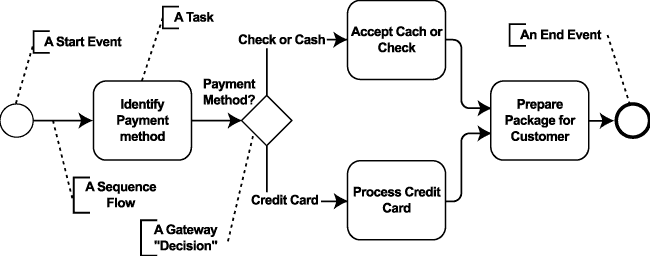 A Start Event
A Task
An End Event
Check or Cash
Accept Cach or
Check
Payment
Method?
Identify
Payment
method
Prepare
Package for
Customer
A Sequence
Flow
Credit Card
Process Credit
Card
A Gateway
"Decision"